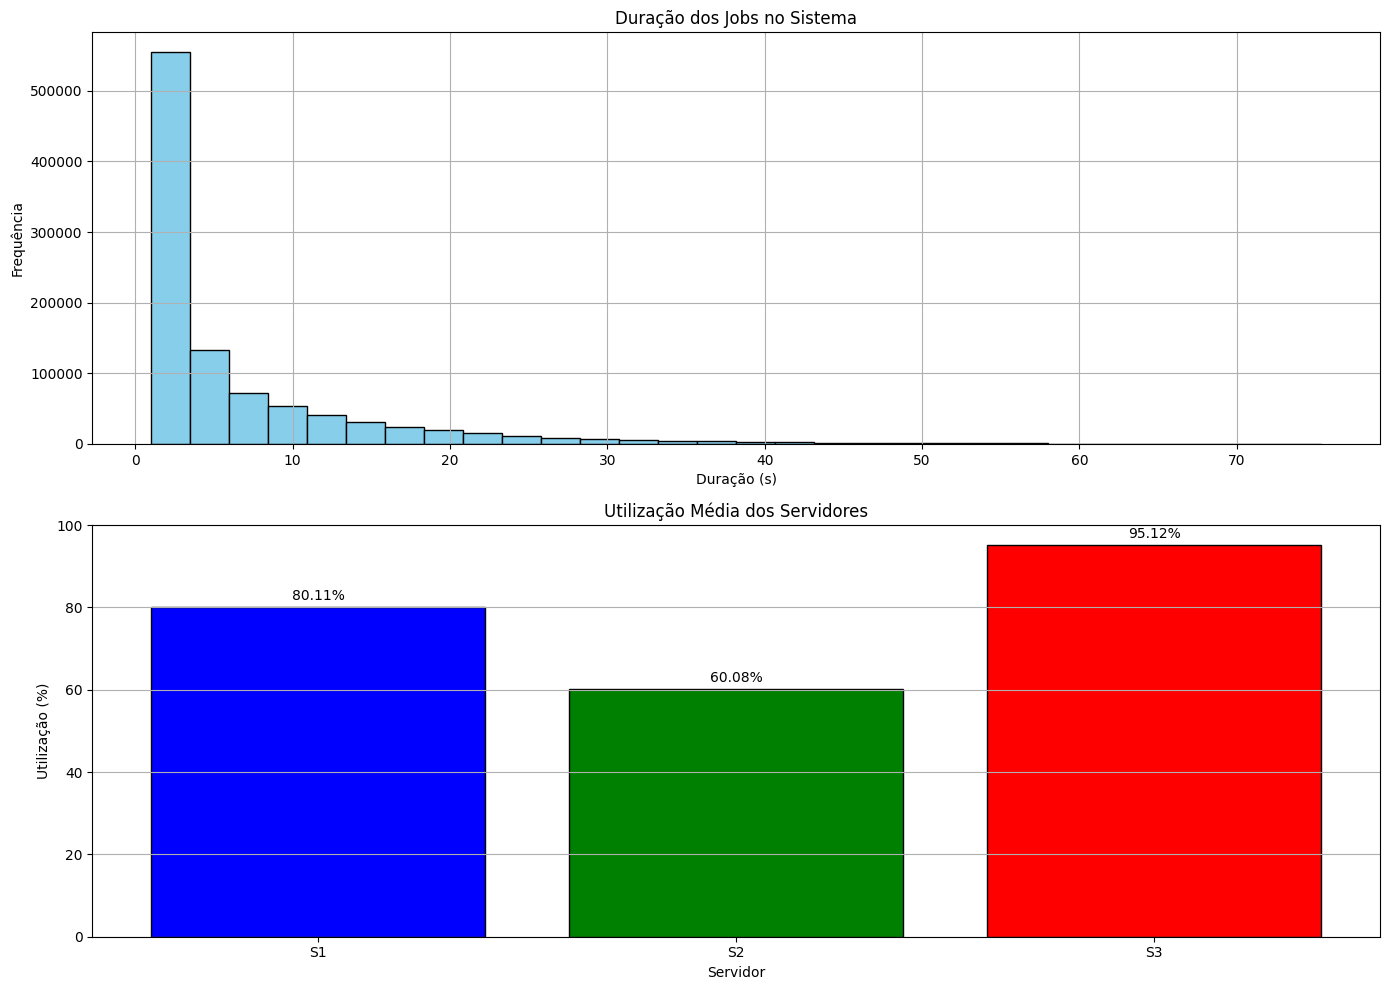 Duração dos Jobs no Sistema
Frequência
500000
400000
300000
200000
100000
0
0 10 20 30 40 50 60 70
Duração (s)
Utilização Média dos Servidores
Utilização (%)
100
80
60
40
20
0
80.11%
60.08%
95.12%
S1 S2 S3
Servidor